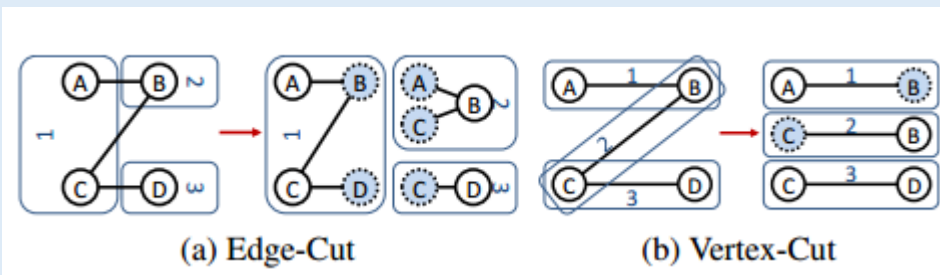 A B 2 A B A B 2 A 1 B A 1 B
1 1 C 2 C 2 B
C D 3 C D C D 3 C 3 D C 3 D
(a) Edge-Cut (b) Vertex-Cut